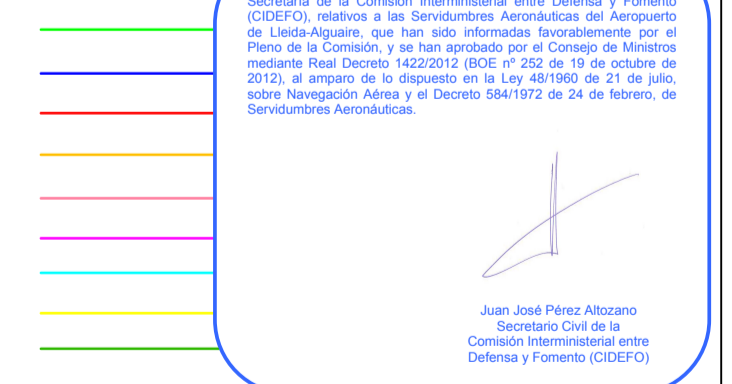 Secretaría de la Comisión Interministerial entre Defensa y Fomento
(CIDEFO), relativos a las Servidumbres Aeronáuticas del Aeropuerto
de Lleida-Alguaire, que han sido informadas favorablemente por el
Pleno de la Comisión, y se han aprobado por el Consejo de Ministros
mediante Real Decreto 1422/2012 (BOE nº 252 de 19 de octubre de
2012), al amparo de lo dispuesto en la Ley 48/1960 de 21 de julio,
sobre Navegación Aérea y el Decreto 584/1972 de 24 de febrero, de
Servidumbres Aeronáuticas.
Juan José Pérez Altozano
Secretario Civil de la
Comisión Interministerial entre
Defensa y Fomento (CIDEFO)